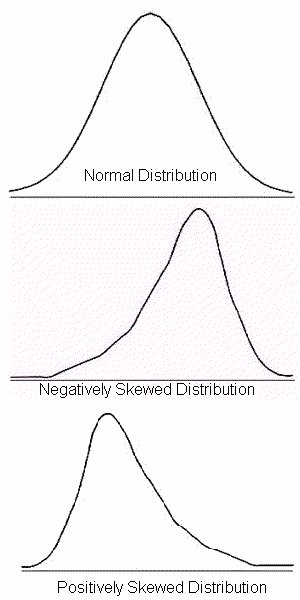 Normal Distribution
Negatively Skewed Distribution
Positively Skewed Distribution